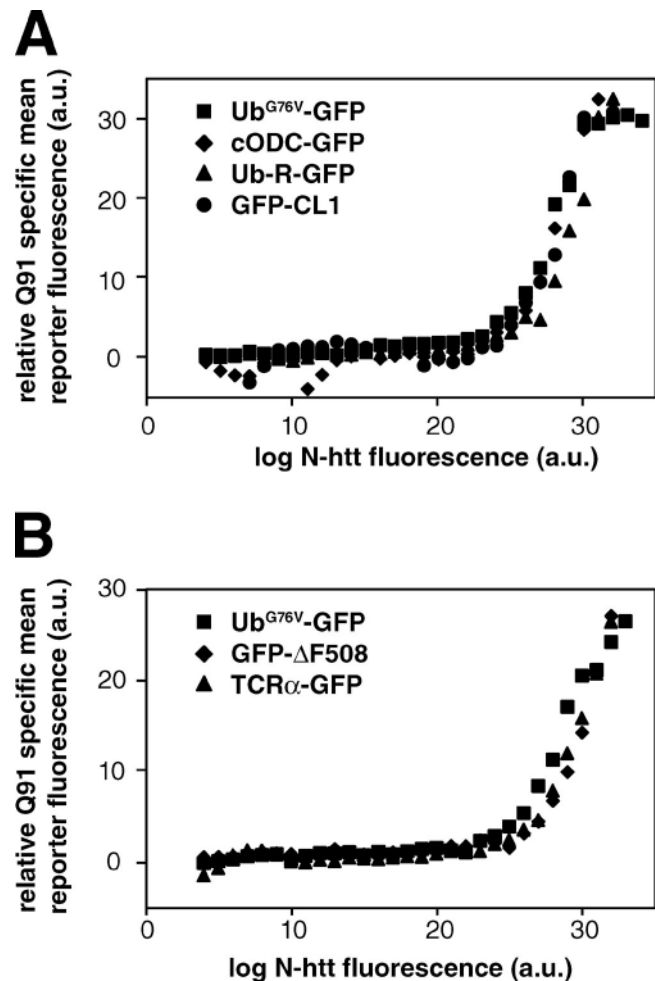 A
relative Q91 specific mean
reporter fluorescence (a.u.)
30
20
10
0
Ub^G76V-GFP
cODC-GFP
Ub-R-GFP
GFP-CL1
0 10 20 30
log N-htt fluorescence (a.u.)
B
relative Q91 specific mean
reporter fluorescence (a.u.)
30
20
10
0
Ub^G76V-GFP
GFP-ΔF508
TCRα-GFP
0 10 20 30
log N-htt fluorescence (a.u.)